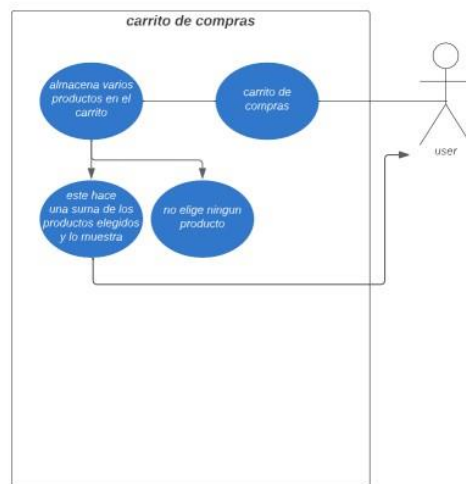 carrito de compras
almacena varios
productos en el
carrito
carrito de
compras
user
este hace
una suma de los
productos elegidos
y lo muestra
no elige ningun
producto